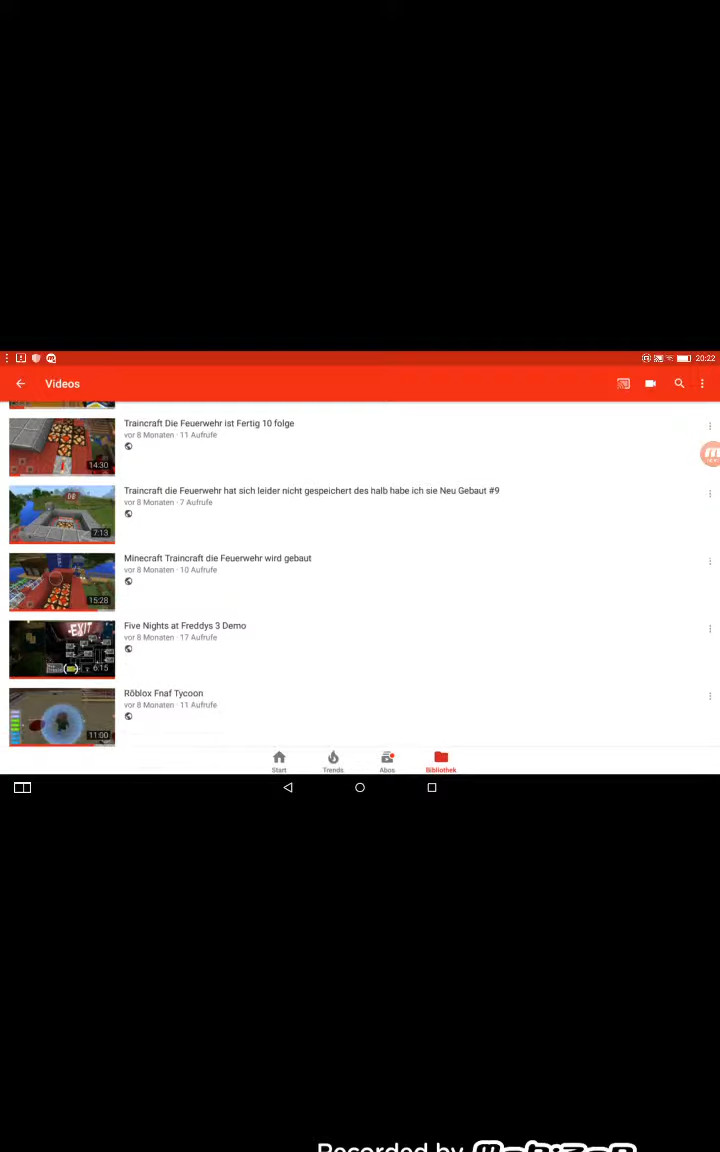 20:22
Videos
Traincraft Die Feuerwehr ist Fertig 10 folge
vor 8 Monaten · 11 Aufrufe
14:30
Traincraft die Feuerwehr hat sich leider nicht gespeichert des halb habe ich sie Neu Gebaut #9
vor 8 Monaten · 7 Aufrufe
7:13
Minecraft Traincraft die Feuerwehr wird gebaut
vor 8 Monaten · 10 Aufrufe
15:28
Five Nights at Freddys 3 Demo
vor 8 Monaten · 17 Aufrufe
EXIT
6:15
Röblox Fnaf Tycoon
vor 8 Monaten · 11 Aufrufe
11:00
Start Trends Abos Bibliothek
Recorded by Mobizen